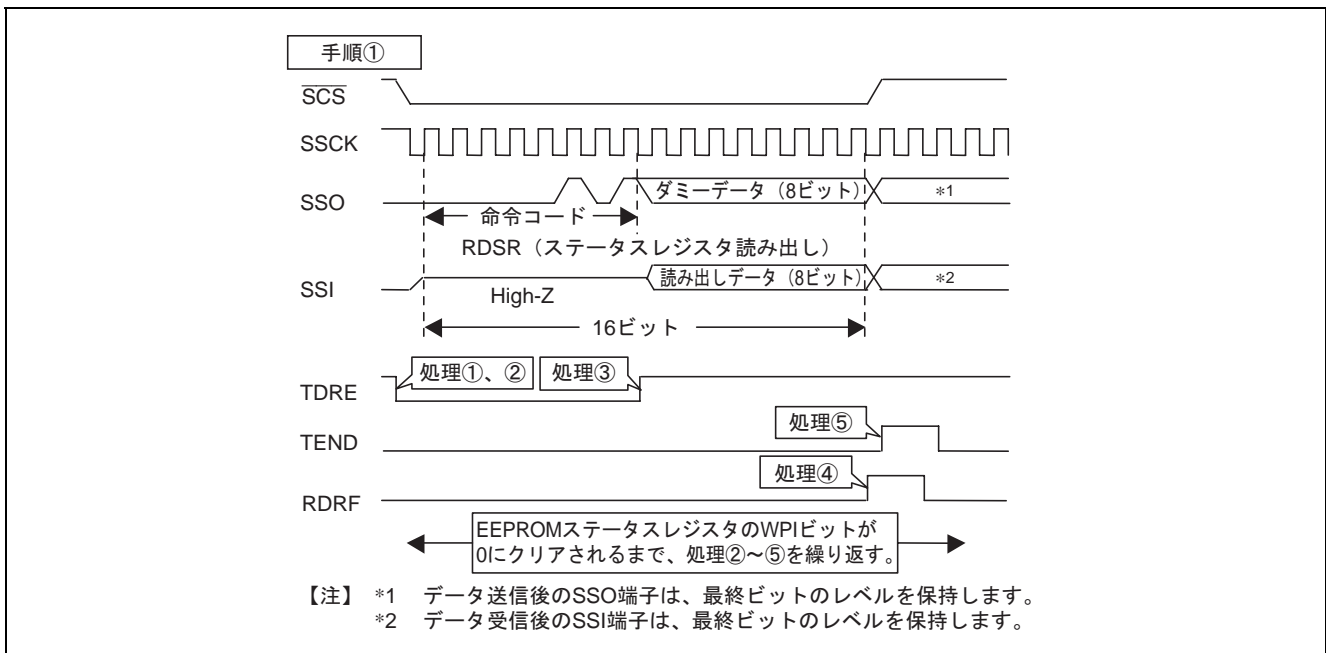 手順①
SCS
SSCK
SSO
ダミーデータ（8ビット）
*1
命令コード
RDSR（ステータスレジスタ読み出し）
SSI
High-Z
読み出しデータ（8ビット）
*2
16ビット
TDRE
処理①、②
処理③
TEND
処理⑤
RDRF
処理④
EEPROMステータスレジスタのWPIビットが
0にクリアされるまで、処理②～⑤を繰り返す。
【注】 *1 データ送信後のSSO端子は、最終ビットのレベルを保持します。
*2 データ受信後のSSI端子は、最終ビットのレベルを保持します。